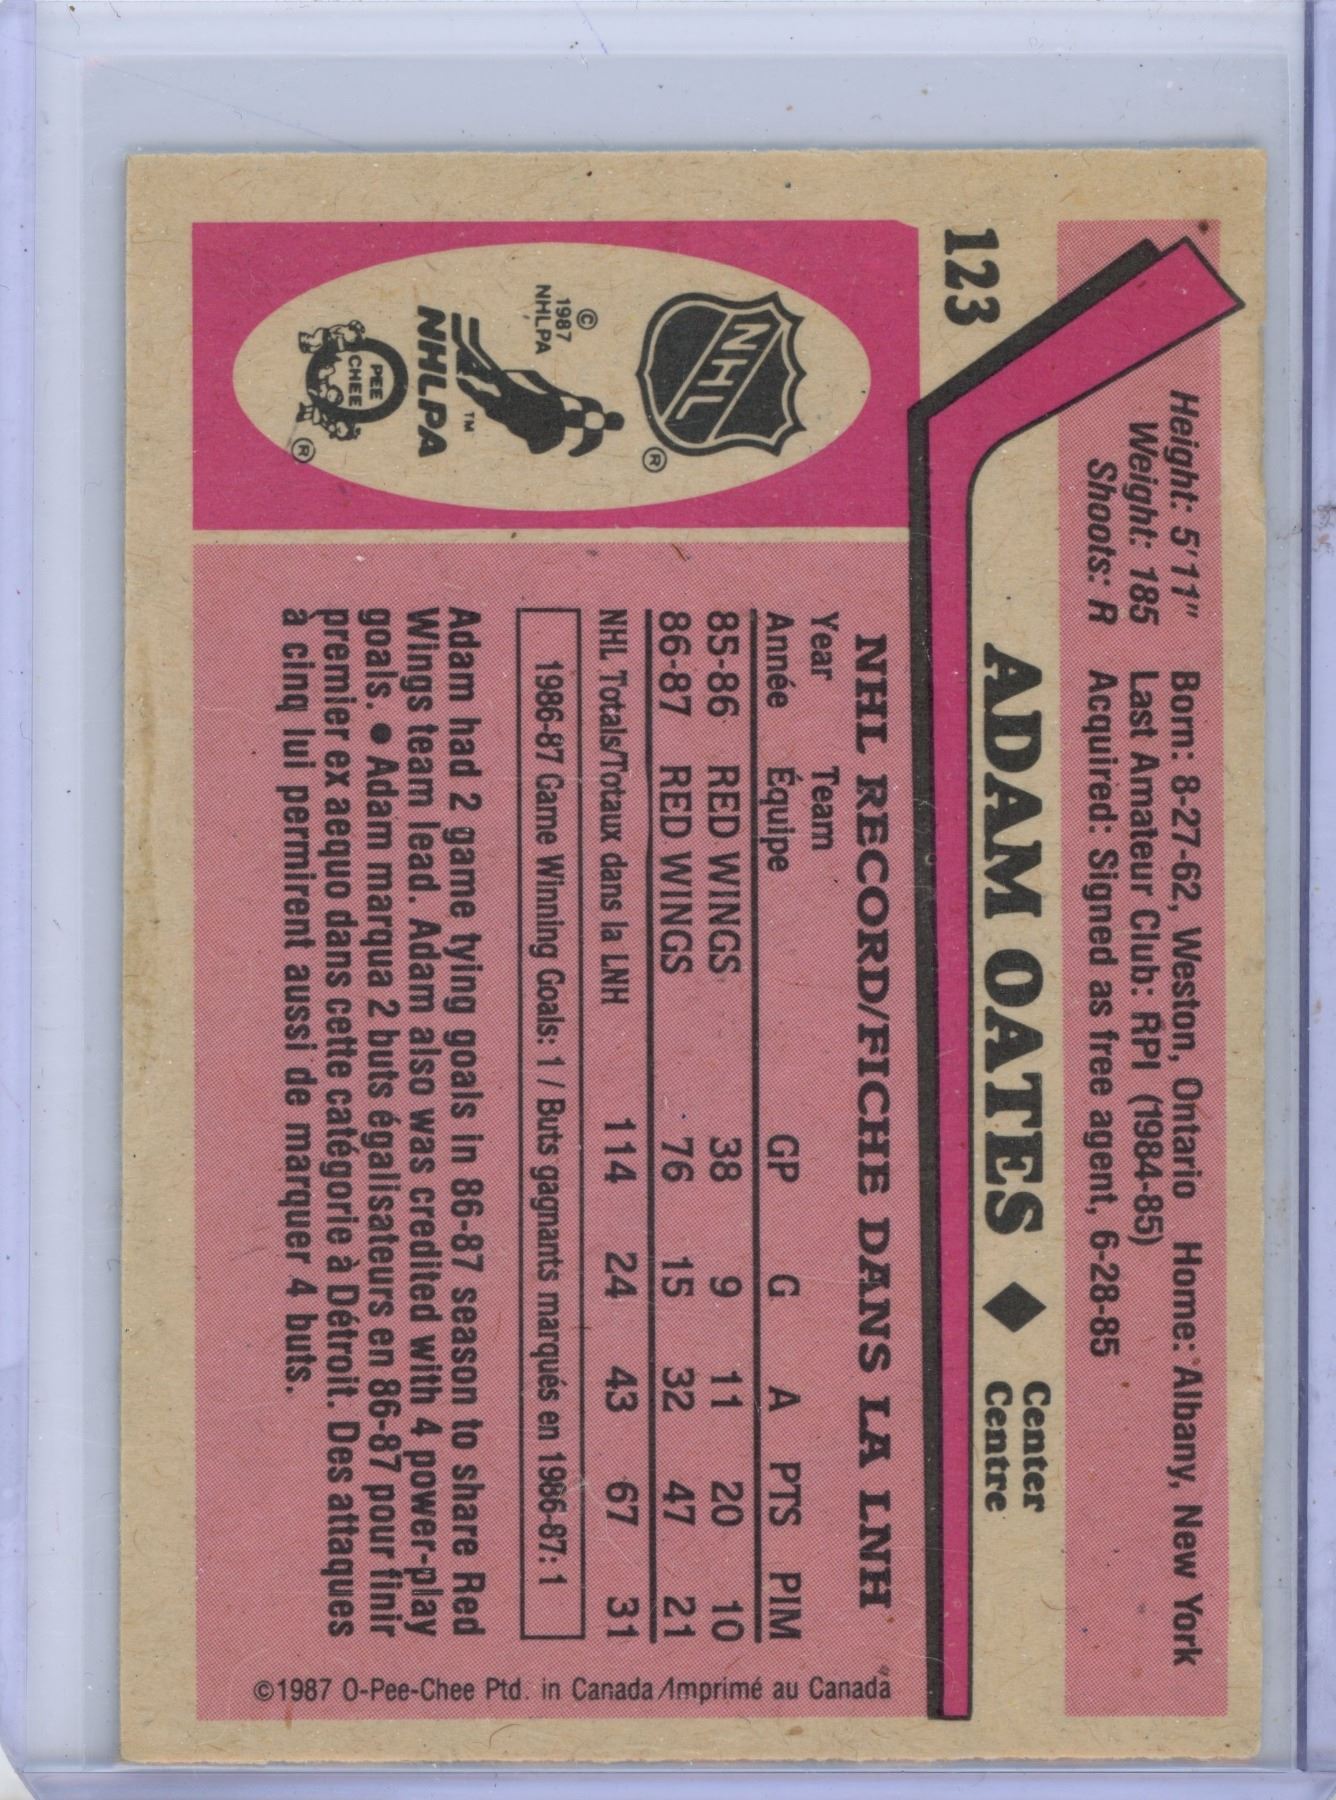 123
Height: 5'11" Born: 8-27-62, Weston, Ontario Home: Albany, New York
Weight: 185 Last Amateur Club: RPI (1984-85)
Shoots: R Acquired: Signed as free agent, 6-28-85
ADAM OATES ◆ Center
Centre
NHL
®
© 1987
NHLPA
™
NHLPA
O
PEE
CHEE
®
NHL RECORD/FICHE DANS LA LNH
Year Team
Année Équipe GP G A PTS PIM
85-86 RED WINGS 38 9 11 20 10
86-87 RED WINGS 76 15 32 47 21
NHL Totals/Totaux dans la LNH 114 24 43 67 31
1986-87 Game Winning Goals: 1 / Buts gagnants marqués en 1986-87: 1
Adam had 2 game tying goals in 86-87 season to share Red
Wings team lead. Adam also was credited with 4 power-play
goals. ● Adam marqua 2 buts égalisateurs en 86-87 pour finir
premier ex aequo dans cette catégorie à Détroit. Des attaques
à cinq lui permirent aussi de marquer 4 buts.
©1987 O-Pee-Chee Ptd. in Canada/Imprimé au Canada